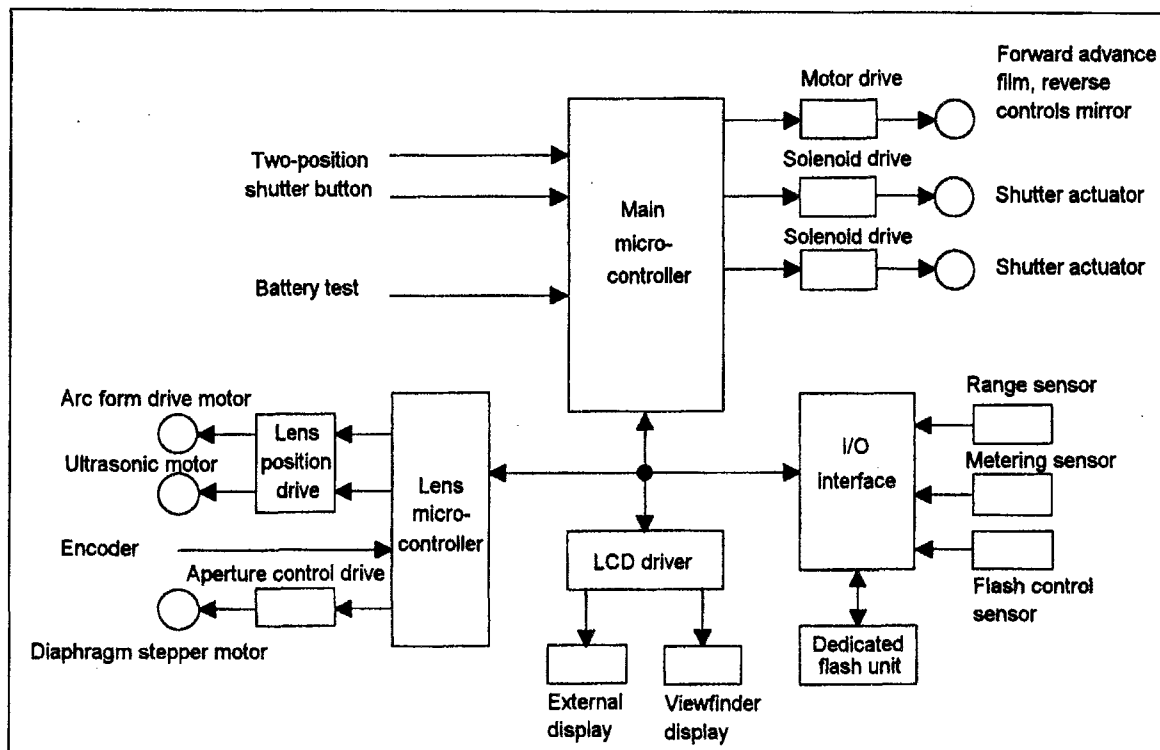 Forward advance
film, reverse
controls mirror
Motor drive
Two-position
shutter button
Solenoid drive
Shutter actuator
Main
micro-
controller
Solenoid drive
Shutter actuator
Battery test
Arc form drive motor
Lens
position
drive
Ultrasonic motor
Encoder
Aperture control drive
Diaphragm stepper motor
Lens
micro-
controller
LCD driver
External
display
Viewfinder
display
I/O
interface
Range sensor
Metering sensor
Flash control
sensor
Dedicated
flash unit